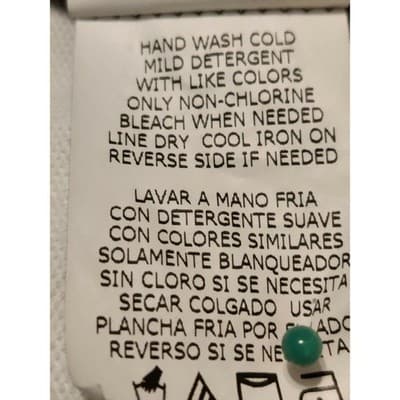 HAND WASH COLD
MILD DETERGENT
WITH LIKE COLORS
ONLY NON-CHLORINE
BLEACH WHEN NEEDED
LINE DRY COOL IRON ON
REVERSE SIDE IF NEEDED
LAVAR A MANO FRIA
CON DETERGENTE SUAVE
CON COLORES SIMILARES
SOLAMENTE BLANQUEADOR
SIN CLORO SI SE NECESITA
SECAR COLGADO USAR
PLANCHA FRIA POR
REVERSO SI SE